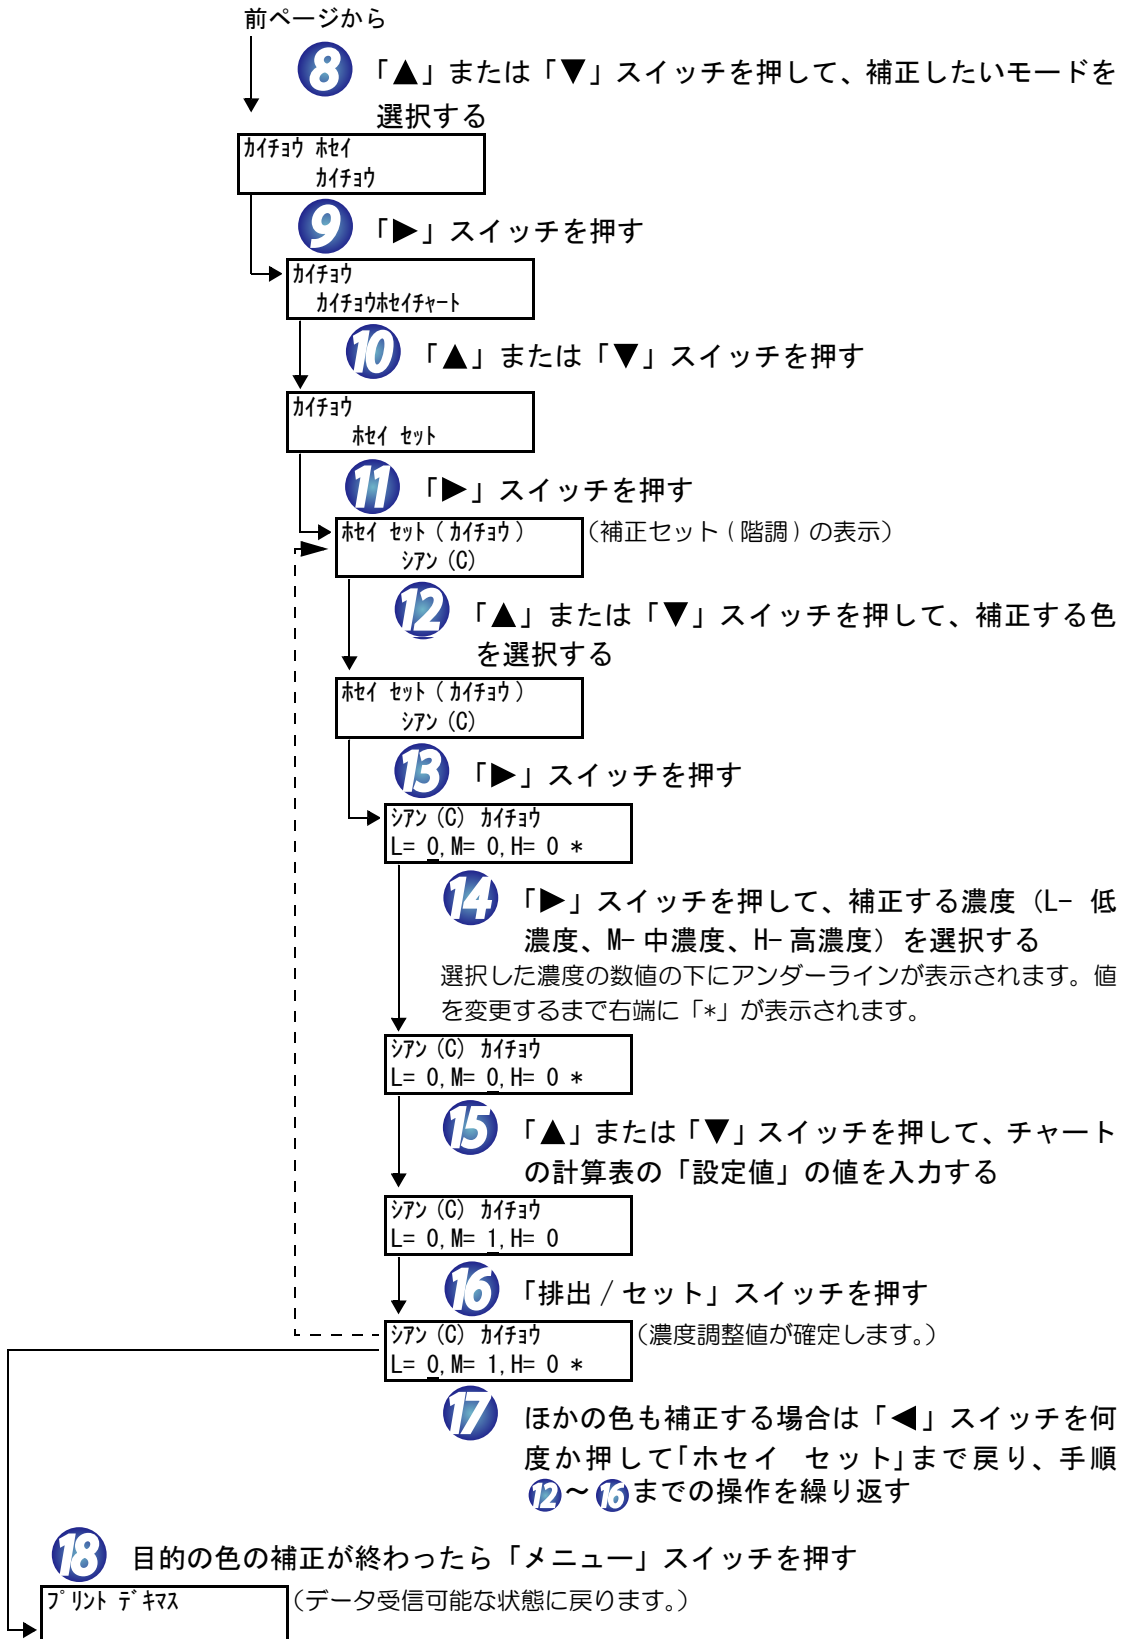 前ページから
8 「▲」または「▼」スイッチを押して、補正したいモードを
選択する
ｶｲﾁｮｳ ﾎｾｲ
ｶｲﾁｮｳ
9 「▶」スイッチを押す
ｶｲﾁｮｳ
ｶｲﾁｮｳﾎｾｲﾁｬｰﾄ
10 「▲」または「▼」スイッチを押す
ｶｲﾁｮｳ
ﾎｾｲ ｾｯﾄ
11 「▶」スイッチを押す
ﾎｾｲ ｾｯﾄ (ｶｲﾁｮｳ) （補正セット(階調)の表示）
ｼｱﾝ (C)
12 「▲」または「▼」スイッチを押して、補正する色
を選択する
ﾎｾｲ ｾｯﾄ (ｶｲﾁｮｳ)
ｼｱﾝ (C)
13 「▶」スイッチを押す
ｼｱﾝ (C) ｶｲﾁｮｳ
L= 0,M= 0,H= 0 *
14 「▶」スイッチを押して、補正する濃度（L- 低
濃度、M-中濃度、H-高濃度）を選択する
選択した濃度の数値の下にアンダーラインが表示されます。値
を変更するまで右端に「*」が表示されます。
ｼｱﾝ (C) ｶｲﾁｮｳ
L= 0,M= 0,H= 0 *
15 「▲」または「▼」スイッチを押して、チャート
の計算表の「設定値」の値を入力する
ｼｱﾝ (C) ｶｲﾁｮｳ
L= 0,M= 1,H= 0
16 「排出/セット」スイッチを押す
ｼｱﾝ (C) ｶｲﾁｮｳ （濃度調整値が確定します。）
L= 0,M= 1,H= 0 *
17 ほかの色も補正する場合は「◀」スイッチを何
度か押して「ホセイ　セット」まで戻り、手順
12〜16までの操作を繰り返す
18 目的の色の補正が終わったら「メニュー」スイッチを押す
ﾌﾟﾘﾝﾄ ﾃﾞｷﾏｽ （データ受信可能な状態に戻ります。）